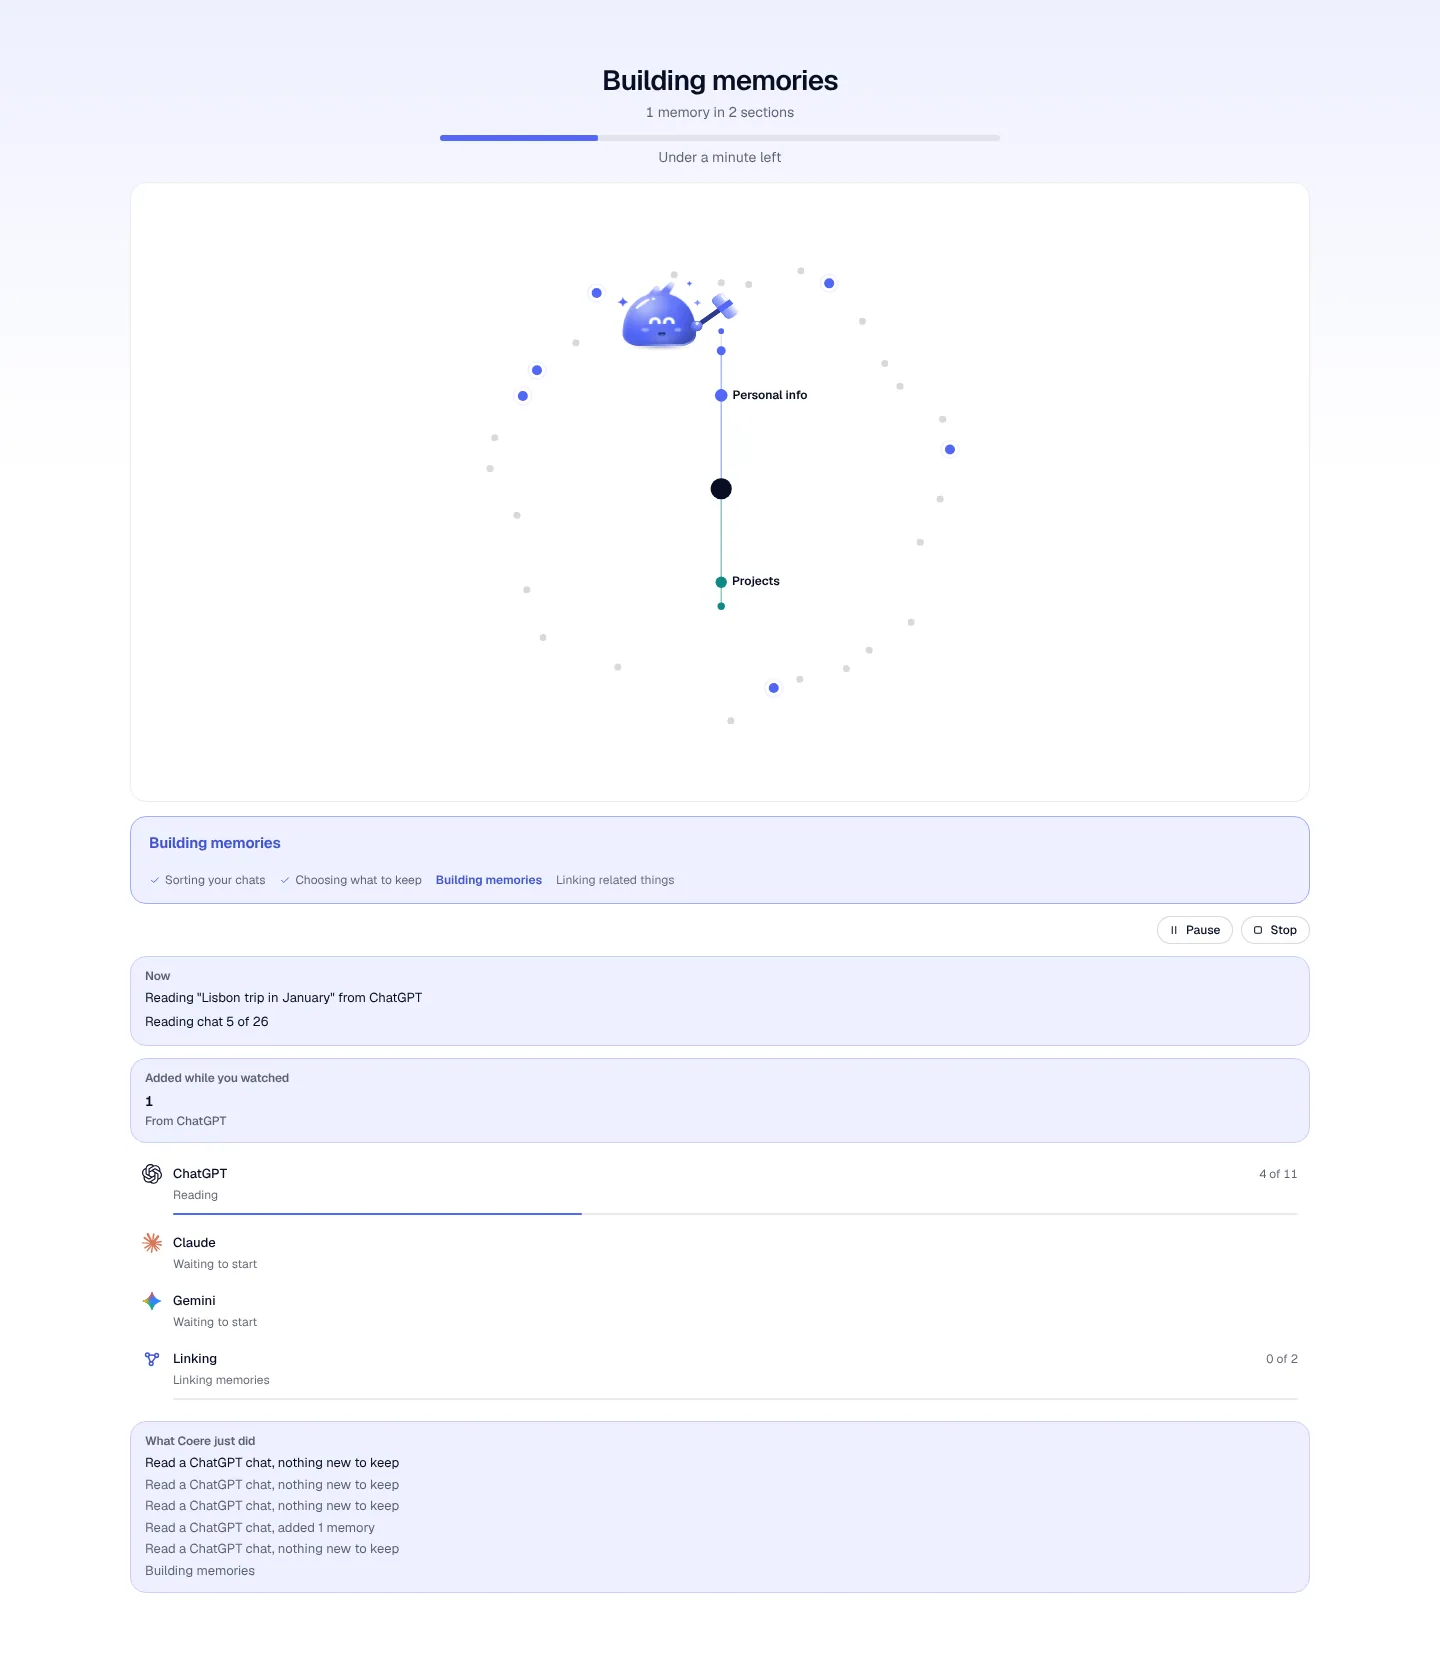 Building memories
1 memory in 2 sections
Under a minute left
Personal info
Projects
Building memories
Sorting your chats Choosing what to keep Building memories Linking related things
Pause Stop
Now
Reading "Lisbon trip in January" from ChatGPT
Reading chat 5 of 26
Added while you watched
1
From ChatGPT
ChatGPT 4 of 11
Reading
Claude
Waiting to start
Gemini
Waiting to start
Linking 0 of 2
Linking memories
What Coere just did
Read a ChatGPT chat, nothing new to keep
Read a ChatGPT chat, nothing new to keep
Read a ChatGPT chat, nothing new to keep
Read a ChatGPT chat, added 1 memory
Read a ChatGPT chat, nothing new to keep
Building memories